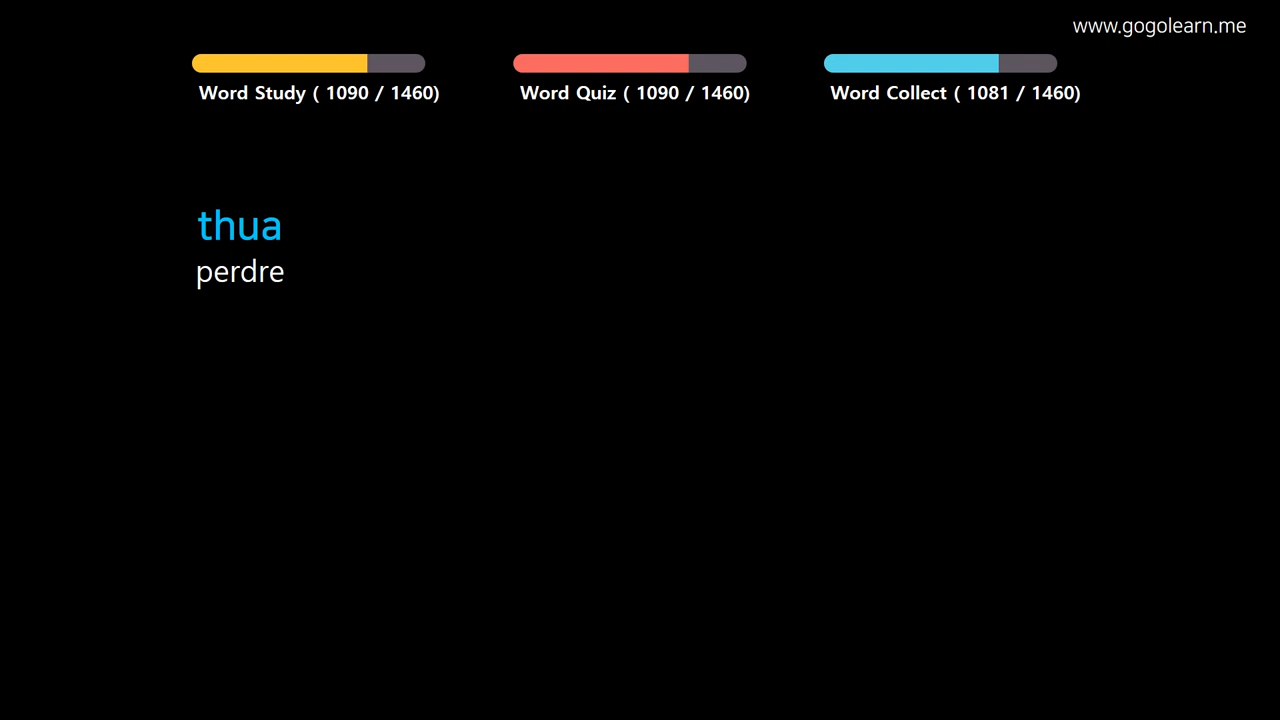 www.gogolearn.me
Word Study ( 1090 / 1460)
Word Quiz ( 1090 / 1460)
Word Collect ( 1081 / 1460)
thua
perdre